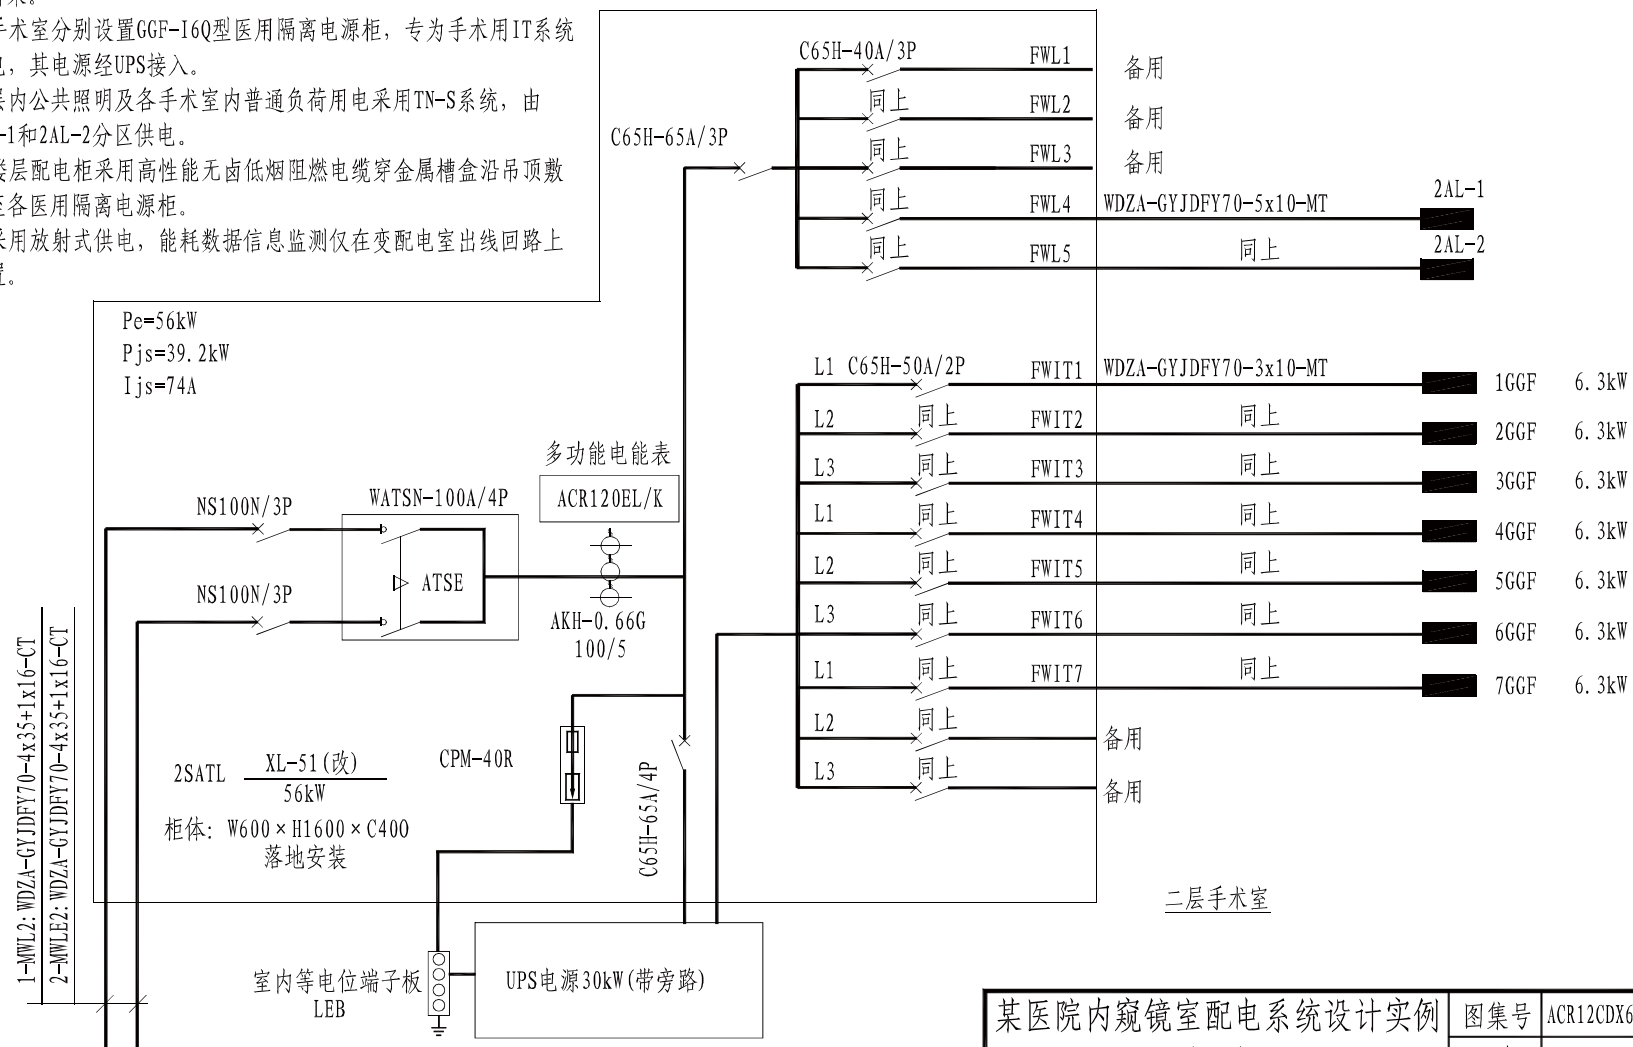 手术室分别设置GGF-I6Q型医用隔离电源柜，专为手术用IT系统
，其电源经UPS接入。
层内公共照明及各手术室内普通负荷用电采用TN-S系统，由
-1和2AL-2分区供电。
楼层配电柜采用高性能无卤低烟阻燃电缆穿金属槽盒沿吊顶敷
至各医用隔离电源柜。
采用放射式供电，能耗数据信息监测仅在变配电室出线回路上
置。
C65H-40A/3P FWL1 备用
同上 FWL2 备用
C65H-65A/3P
同上 FWL3 备用
同上 FWL4 WDZA-GYJDFY70-5x10-MT 2AL-1
同上 FWL5 同上 2AL-2
Pe=56kW
Pjs=39.2kW
Ijs=74A
L1 C65H-50A/2P FWIT1 WDZA-GYJDFY70-3x10-MT 1GGF 6.3kW
L2 同上 FWIT2 同上 2GGF 6.3kW
L3 同上 FWIT3 同上 3GGF 6.3kW
L1 同上 FWIT4 同上 4GGF 6.3kW
L2 同上 FWIT5 同上 5GGF 6.3kW
L3 同上 FWIT6 同上 6GGF 6.3kW
L1 同上 FWIT7 同上 7GGF 6.3kW
L2 同上 备用
L3 同上 备用
多功能电能表
ACR120EL/K
NS100N/3P
WATSN-100A/4P
ATSE
NS100N/3P
AKH-0.66G
100/5
1-MWL2: WDZA-GYJDFY70-4x35+1x16-CT
2-MWLE2: WDZA-GYJDFY70-4x35+1x16-CT
2SATL XL-51(改)
56kW
柜体: W600×H1600×C400
落地安装
CPM-40R
C65H-65A/4P
二层手术室
室内等电位端子板
LEB
UPS电源30kW(带旁路)
某医院内窥镜室配电系统设计实例 图集号 ACR12CDX6